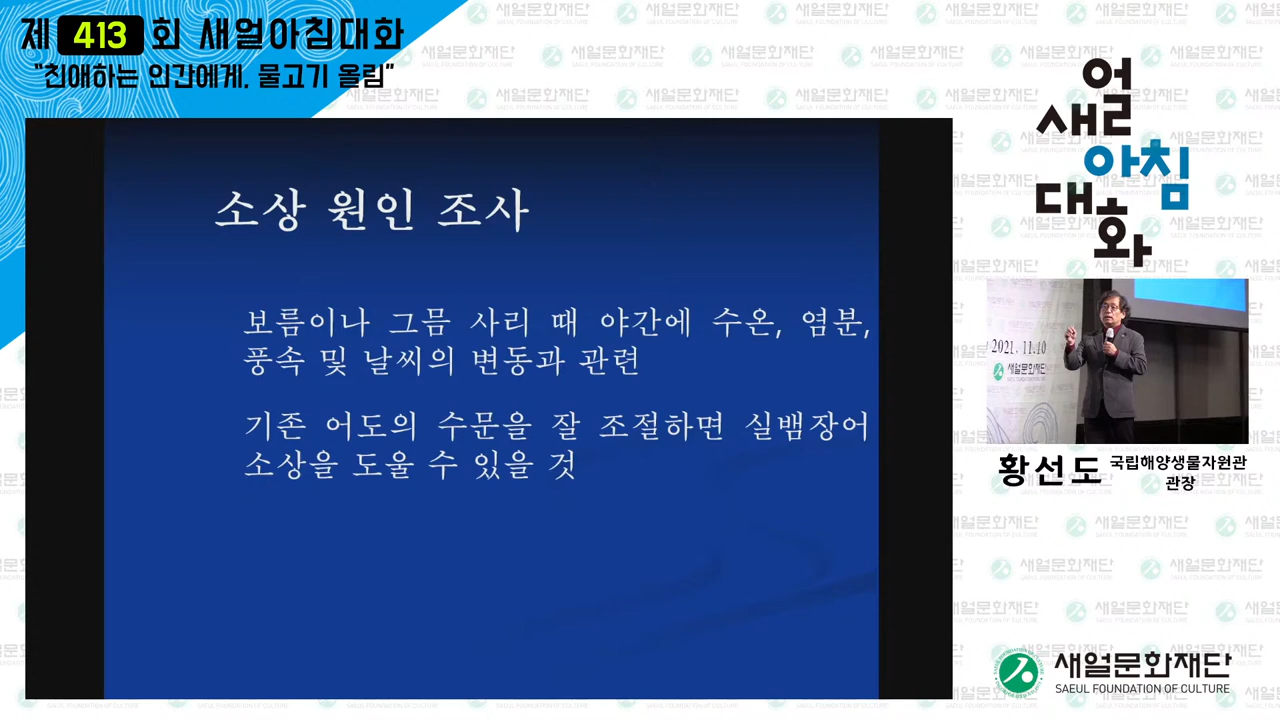 제 413 회 새얼아침대화
"친애하는 인간에게, 물고기 올림"
소상 원인 조사
보름이나 그믐 사리 때 야간에 수온, 염분,
풍속 및 날씨의 변동과 관련
기존 어도의 수문을 잘 조절하면 실뱀장어
소상을 도울 수 있을 것
얼
새
아침
대
화
2021. 11.10
새얼문화재단
황선도 국립해양생물자원관
관장
새얼문화재단
SAEUL FOUNDATION OF CULTURE